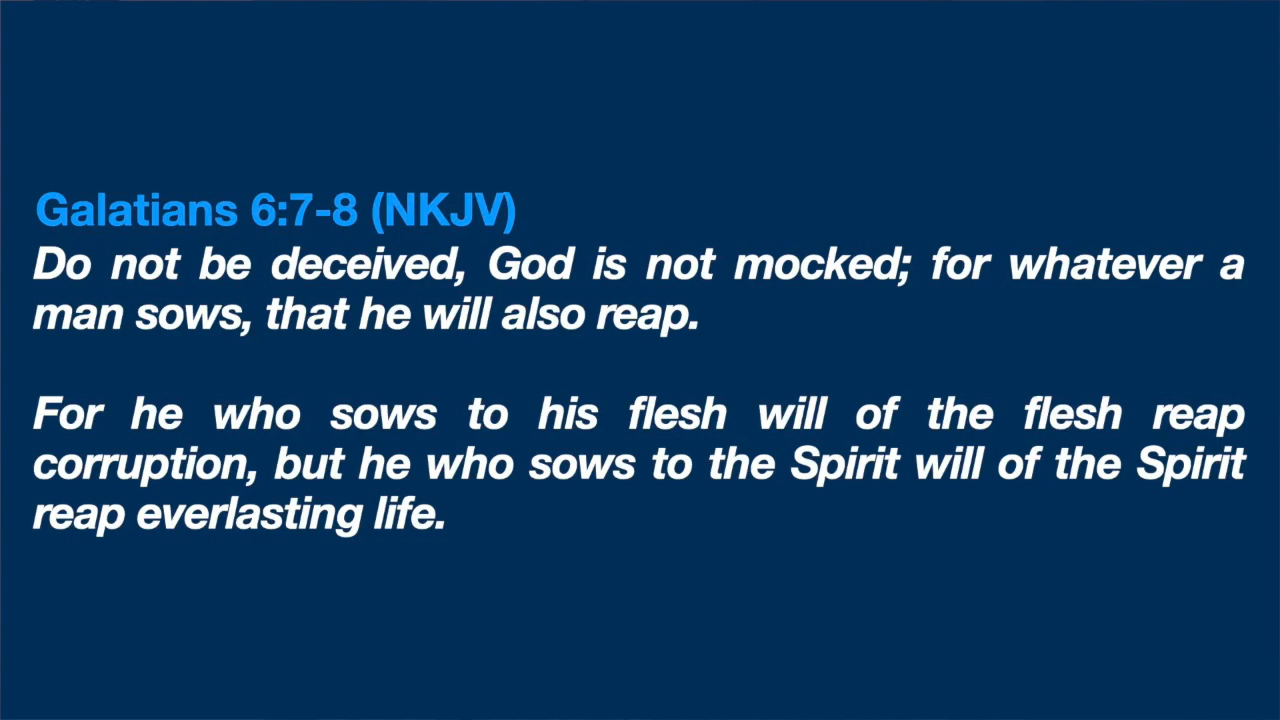 Galatians 6:7-8 (NKJV)
Do not be deceived, God is not mocked; for whatever a
man sows, that he will also reap.
For he who sows to his flesh will of the flesh reap
corruption, but he who sows to the Spirit will of the Spirit
reap everlasting life.